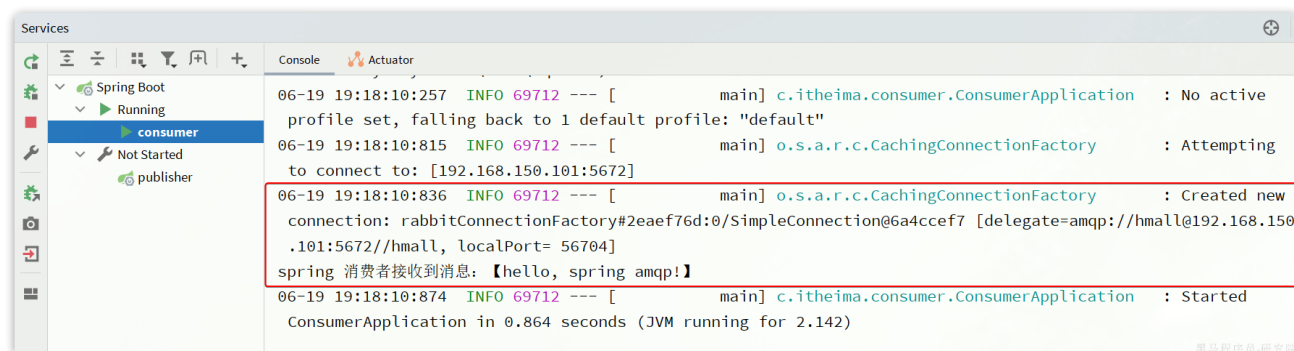 Services
Console Actuator
Spring Boot
Running
consumer
Not Started
publisher
06-19 19:18:10:257 INFO 69712 --- [ main] c.itheima.consumer.ConsumerApplication : No active
profile set, falling back to 1 default profile: "default"
06-19 19:18:10:815 INFO 69712 --- [ main] o.s.a.r.c.CachingConnectionFactory : Attempting
to connect to: [192.168.150.101:5672]
06-19 19:18:10:836 INFO 69712 --- [ main] o.s.a.r.c.CachingConnectionFactory : Created new
connection: rabbitConnectionFactory#2eaef76d:0/SimpleConnection@6a4ccef7 [delegate=amqp://hmall@192.168.150
.101:5672//hmall, localPort= 56704]
spring 消费者接收到消息：【hello, spring amqp!】
06-19 19:18:10:874 INFO 69712 --- [ main] c.itheima.consumer.ConsumerApplication : Started
ConsumerApplication in 0.864 seconds (JVM running for 2.142)